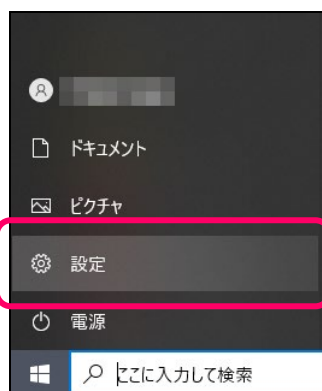 ドキュメント
ピクチャ
設定
電源
ここに入力して検索